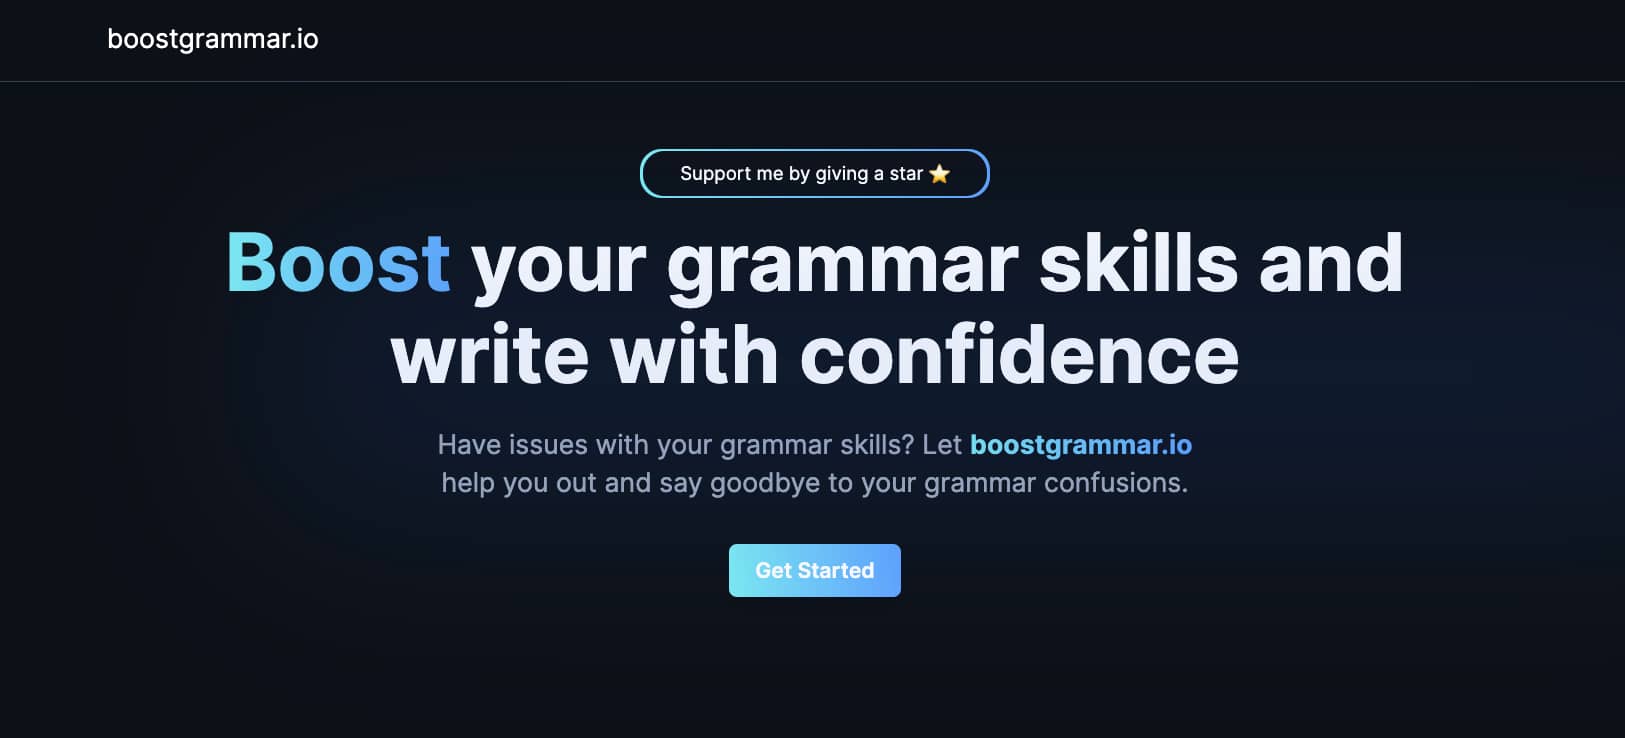 boostgrammar.io
Support me by giving a star ⭐
Boost your grammar skills and
write with confidence
Have issues with your grammar skills? Let boostgrammar.io
help you out and say goodbye to your grammar confusions.
Get Started